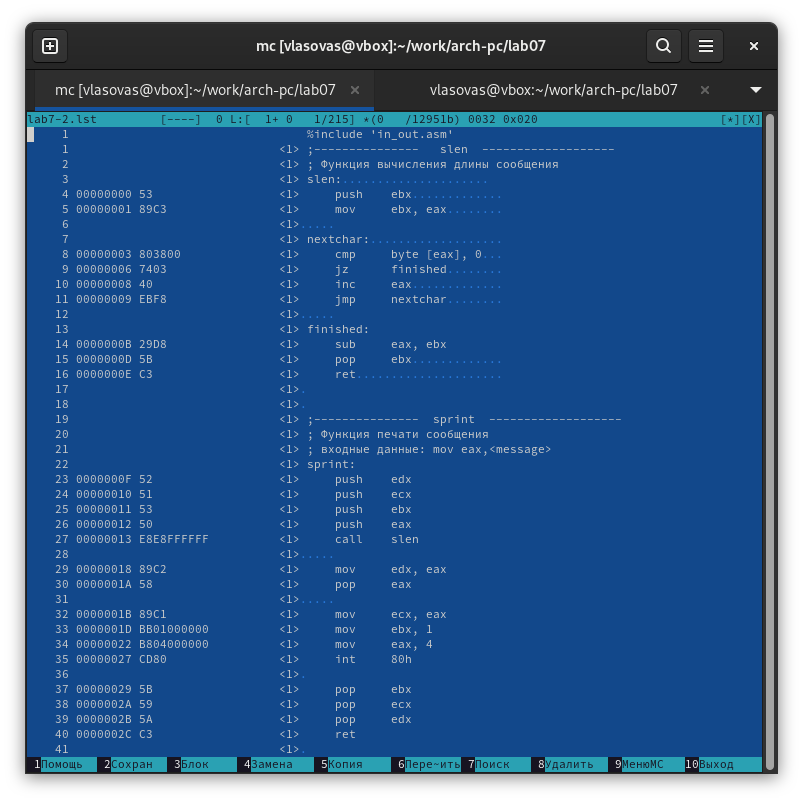 mc [vlasovas@vbox]:~/work/arch-pc/lab07
mc [vlasovas@vbox]:~/work/arch-pc/lab07 × vlasovas@vbox:~/work/arch-pc/lab07 ×
lab7-2.lst [----] 0 L:[ 1+ 0 1/215] *(0 /12951b) 0032 0x020 [*][X]
1 %include 'in_out.asm'
1 <1> ;--------------- slen -------------------
2 <1> ; Функция вычисления длины сообщения
3 <1> slen:.....................
4 00000000 53 <1> push ebx.............
5 00000001 89C3 <1> mov ebx, eax........
6 <1>.....
7 <1> nextchar:...................
8 00000003 803800 <1> cmp byte [eax], 0...
9 00000006 7403 <1> jz finished........
10 00000008 40 <1> inc eax.............
11 00000009 EBF8 <1> jmp nextchar........
12 <1>.....
13 <1> finished:
14 0000000B 29D8 <1> sub eax, ebx
15 0000000D 5B <1> pop ebx.............
16 0000000E C3 <1> ret.....................
17 <1>.
18 <1>.
19 <1> ;--------------- sprint -------------------
20 <1> ; Функция печати сообщения
21 <1> ; входные данные: mov eax,<message>
22 <1> sprint:
23 0000000F 52 <1> push edx
24 00000010 51 <1> push ecx
25 00000011 53 <1> push ebx
26 00000012 50 <1> push eax
27 00000013 E8E8FFFFFF <1> call slen
28 <1>.....
29 00000018 89C2 <1> mov edx, eax
30 0000001A 58 <1> pop eax
31 <1>.....
32 0000001B 89C1 <1> mov ecx, eax
33 0000001D BB01000000 <1> mov ebx, 1
34 00000022 B804000000 <1> mov eax, 4
35 00000027 CD80 <1> int 80h
36 <1>.
37 00000029 5B <1> pop ebx
38 0000002A 59 <1> pop ecx
39 0000002B 5A <1> pop edx
40 0000002C C3 <1> ret
41 <1>.
1Помощь 2Сохран 3Блок 4Замена 5Копия 6Пере~ить 7Поиск 8Удалить 9МенюMC 10Выход